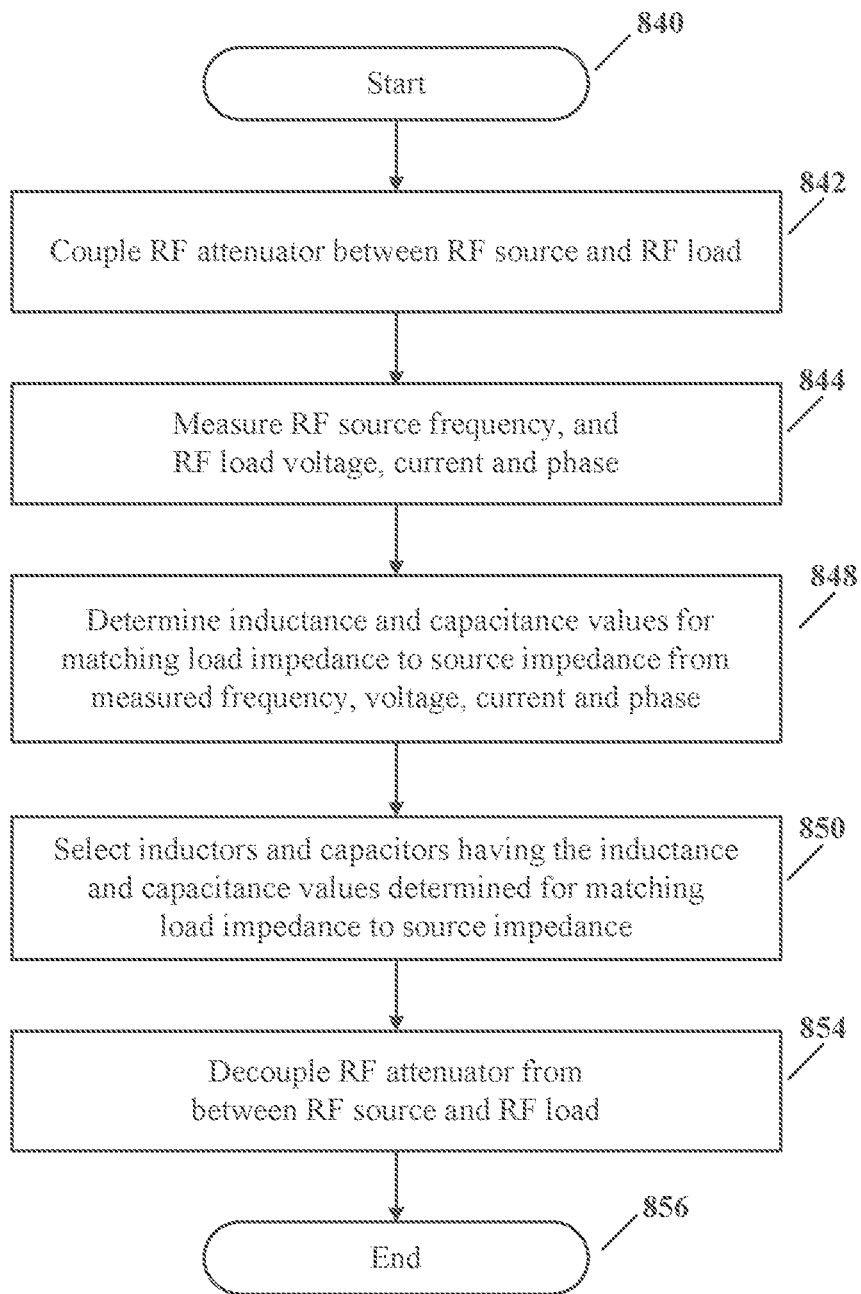 840
Start
842
Couple RF attenuator between RF source and RF load
844
Measure RF source frequency, and
RF load voltage, current and phase
848
Determine inductance and capacitance values for
matching load impedance to source impedance from
measured frequency, voltage, current and phase
850
Select inductors and capacitors having the inductance
and capacitance values determined for matching
load impedance to source impedance
854
Decouple RF attenuator from
between RF source and RF load
856
End